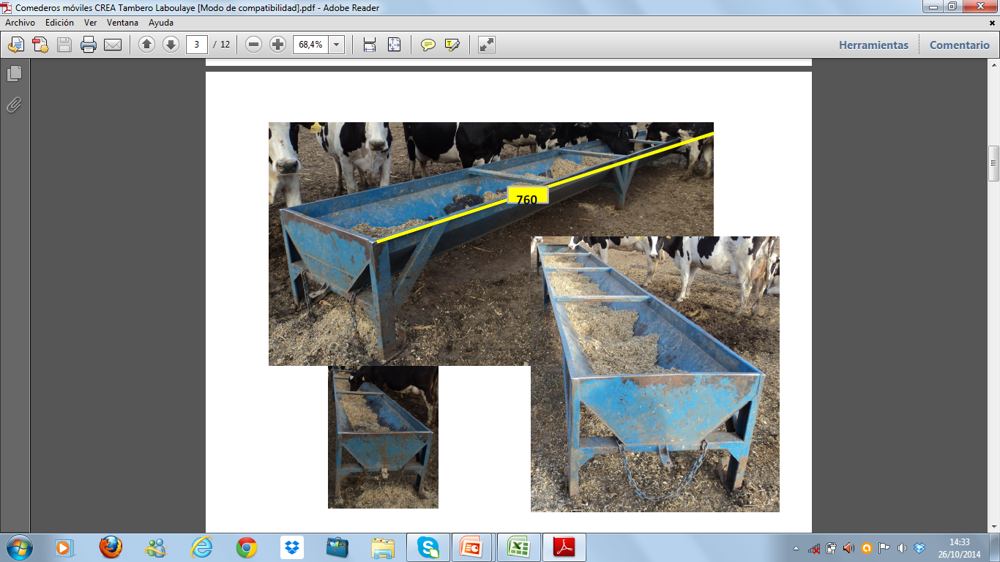 Comederos móviles CREA Tambero Laboulaye [Modo de compatibilidad].pdf - Adobe Reader
Archivo Edición Ver Ventana Ayuda
3 / 12 68,4% Herramientas Comentario
760
14:33
26/10/2014